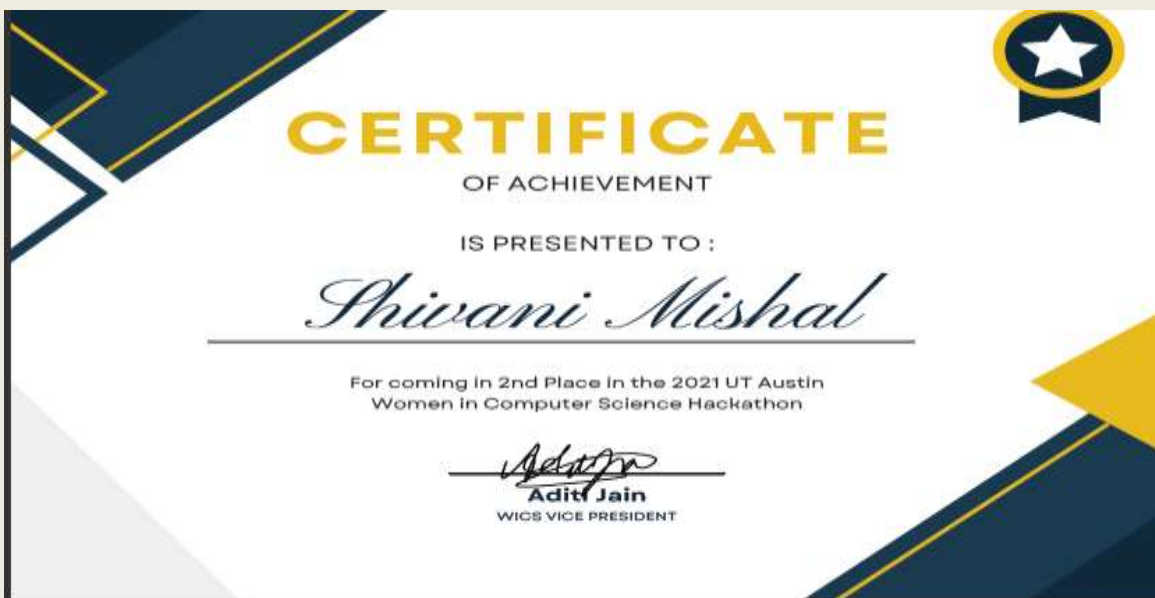 CERTIFICATE
OF ACHIEVEMENT
IS PRESENTED TO :
Shivani Mishal
For coming in 2nd Place in the 2021 UT Austin
Women in Computer Science Hackathon
Aditi Jain
WICS VICE PRESIDENT